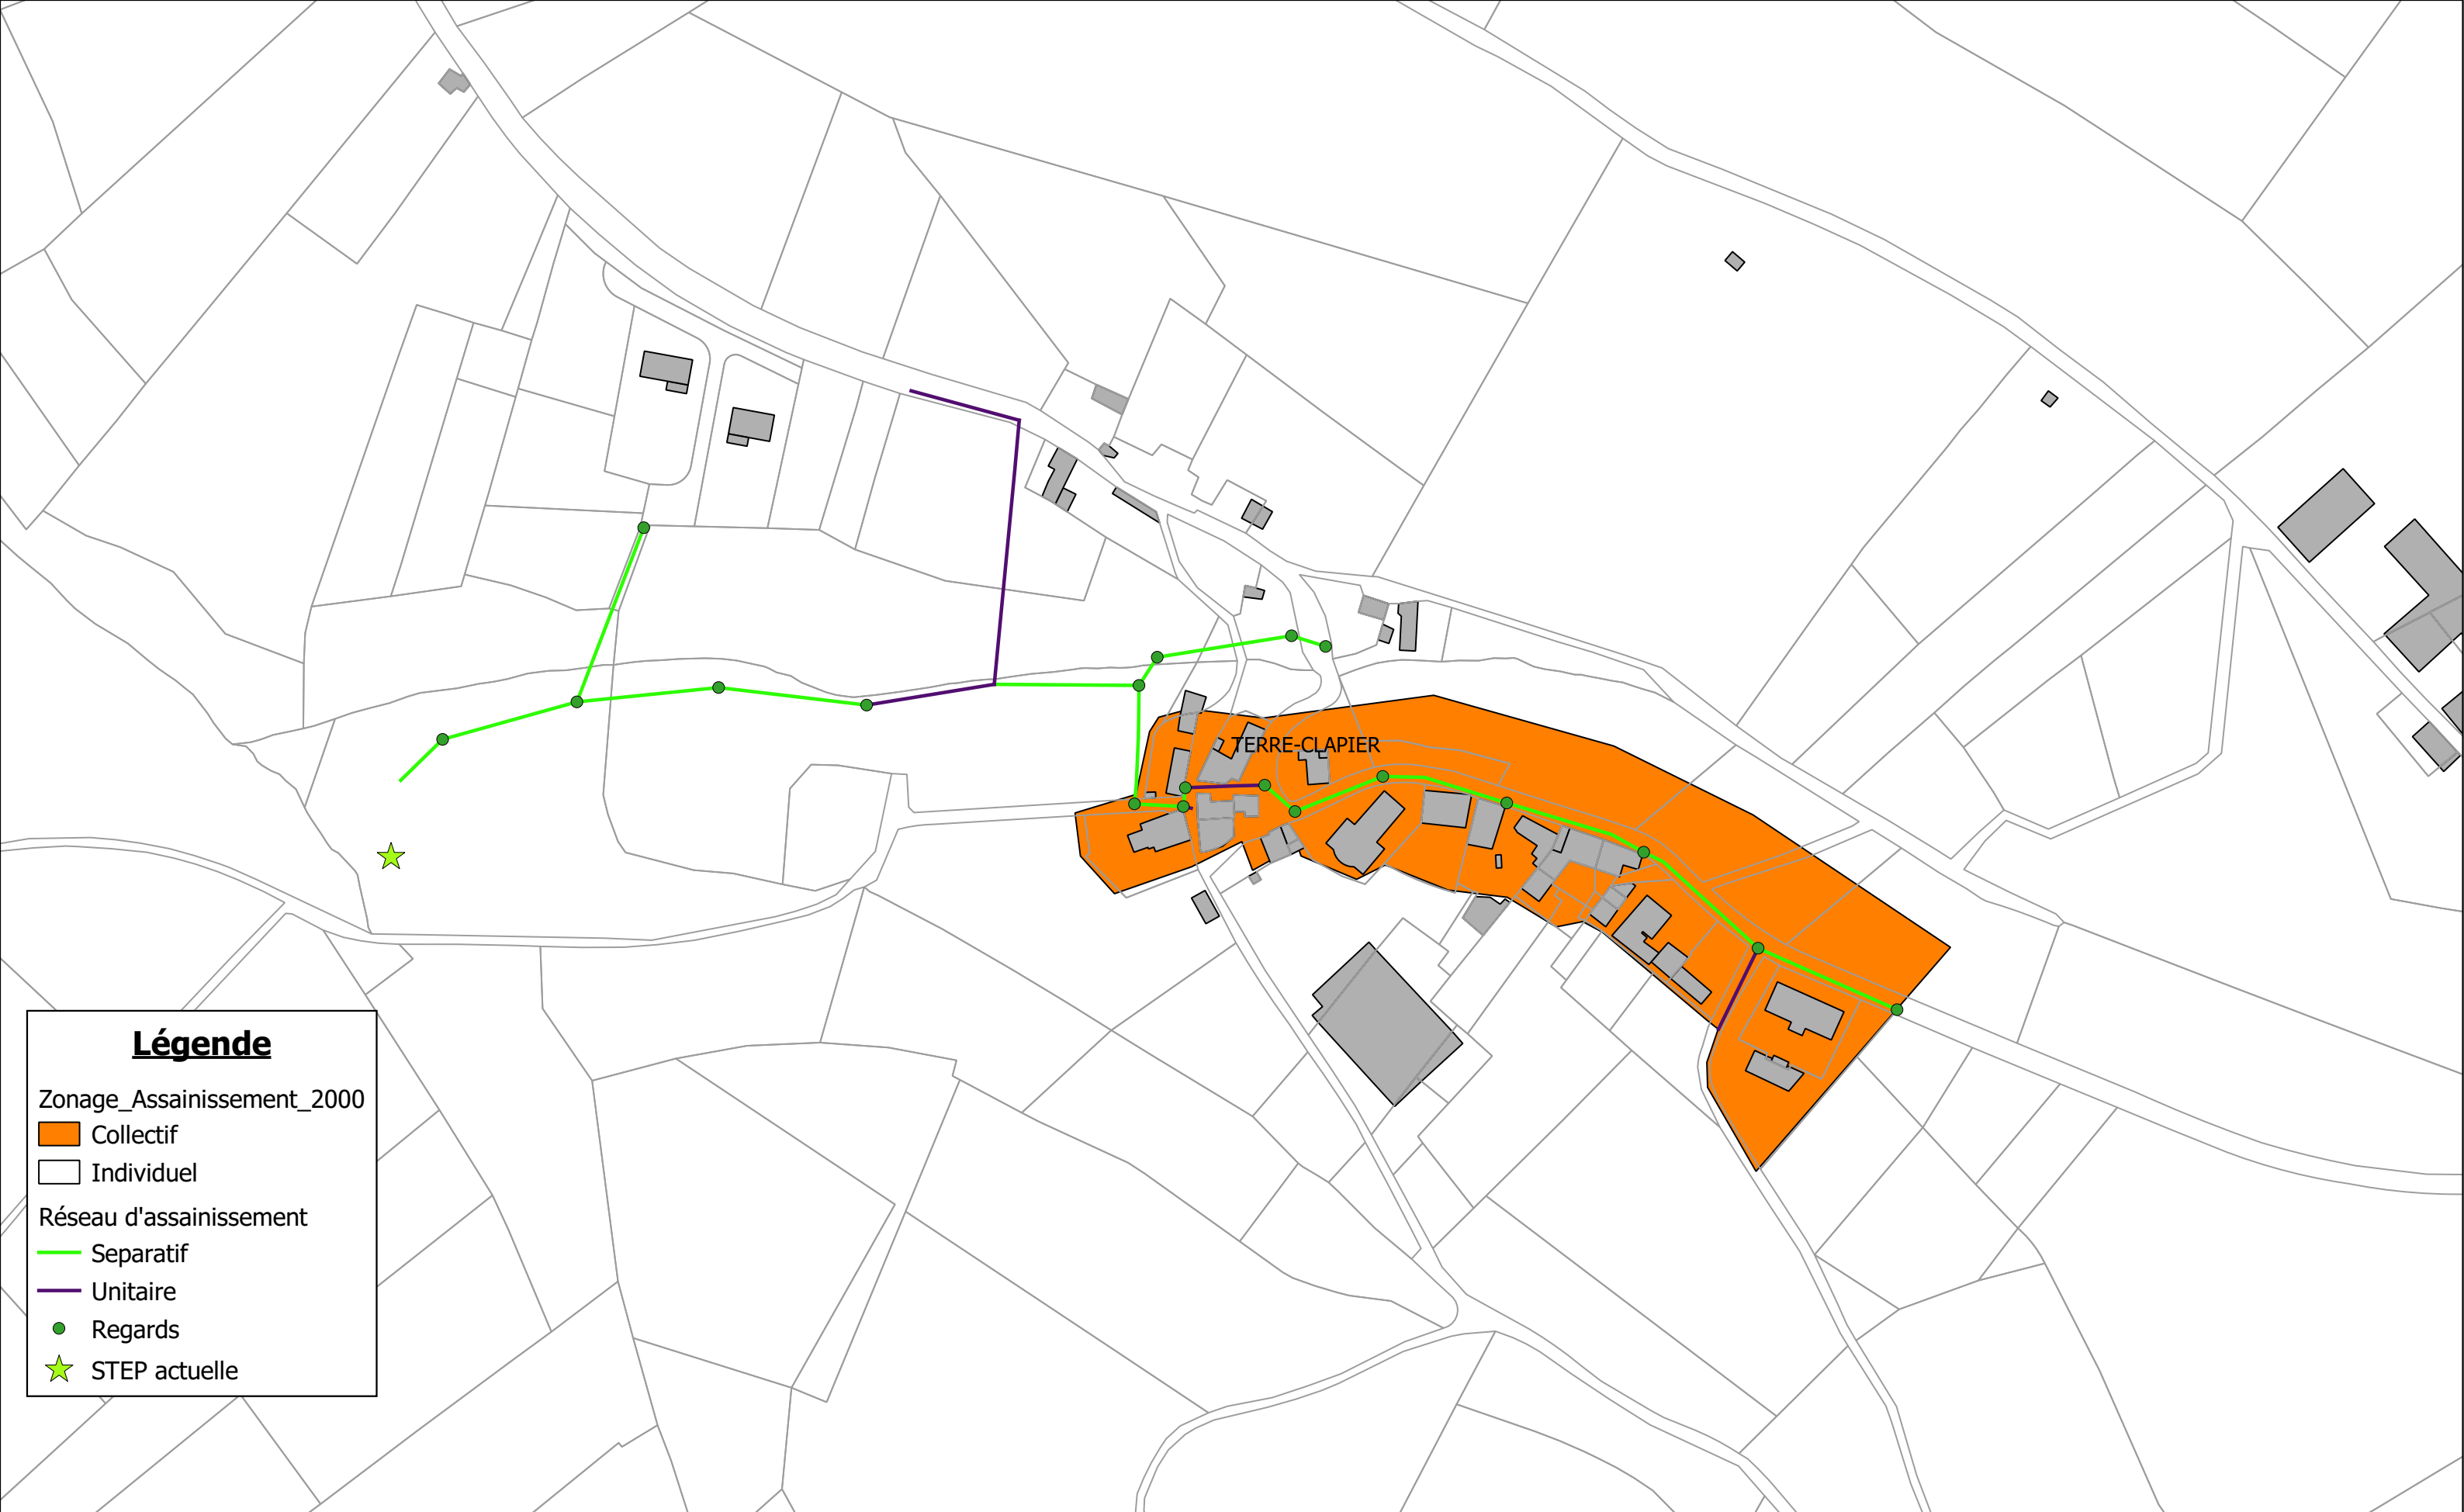 TERRE-CLAPIER
Légende
Zonage_Assainissement_2000
Collectif
Individuel
Réseau d'assainissement
Separatif
Unitaire
Regards
STEP actuelle